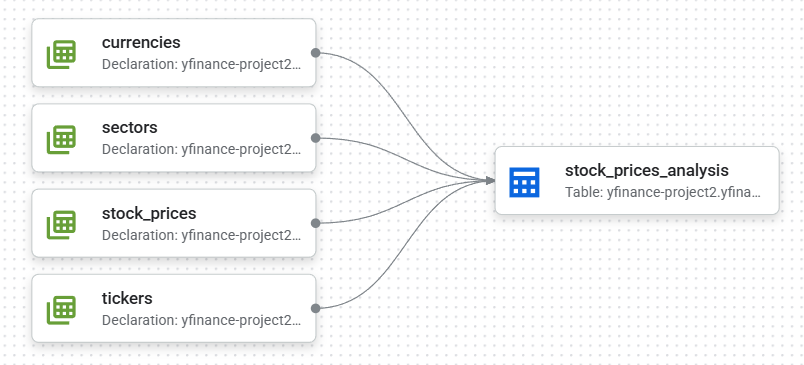 currencies
Declaration: yfinance-project2...
sectors
Declaration: yfinance-project2...
stock_prices
Declaration: yfinance-project2...
tickers
Declaration: yfinance-project2...
stock_prices_analysis
Table: yfinance-project2.yfina...